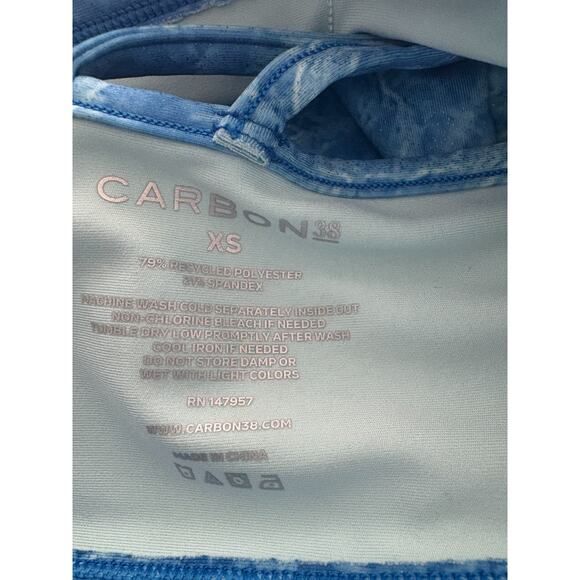 CARBON38
XS
79% RECYCLED POLYESTER
21% SPANDEX
MACHINE WASH COLD SEPARATELY INSIDE OUT
NON-CHLORINE BLEACH IF NEEDED
TUMBLE DRY LOW PROMPTLY AFTER WASH
COOL IRON IF NEEDED
DO NOT STORE DAMP OR
WET WITH LIGHT COLORS
RN 147957
WWW.CARBON38.COM
MADE IN CHINA